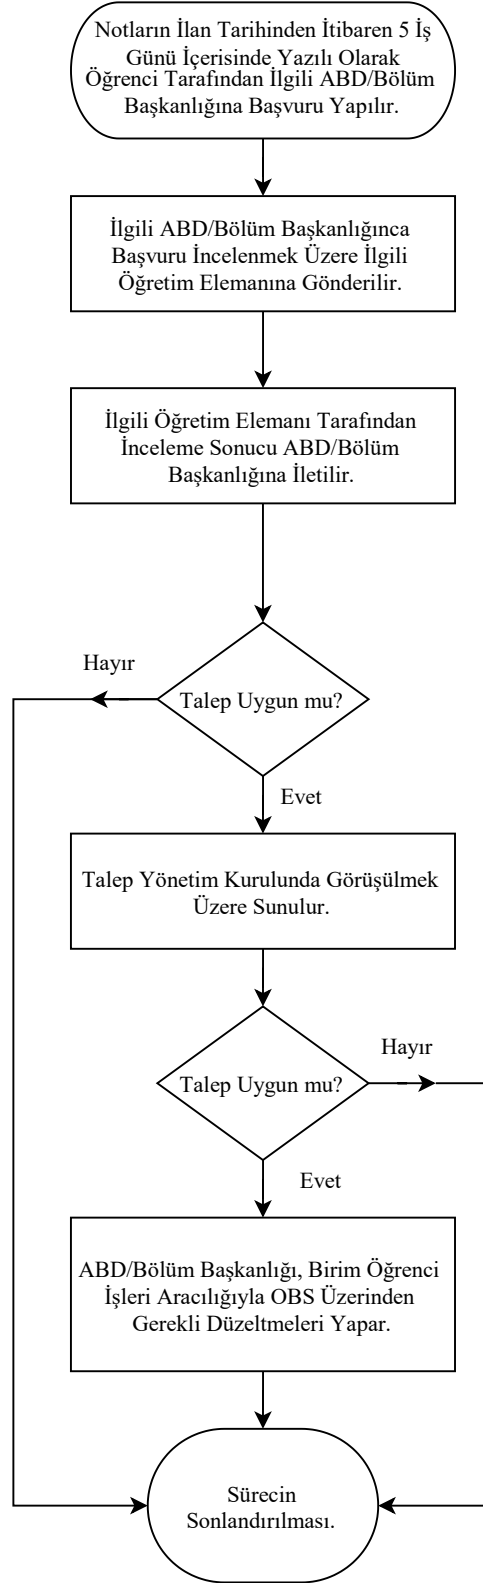 Notların İlan Tarihinden İtibaren 5 İş
Günü İçerisinde Yazılı Olarak
Öğrenci Tarafından İlgili ABD/Bölüm
Başkanlığına Başvuru Yapılır.
İlgili ABD/Bölüm Başkanlığınca
Başvuru İncelenmek Üzere İlgili
Öğretim Elemanına Gönderilir.
İlgili Öğretim Elemanı Tarafından
İnceleme Sonucu ABD/Bölüm
Başkanlığına İletilir.
Hayır
Talep Uygun mu?
Evet
Talep Yönetim Kurulunda Görüşülmek
Üzere Sunulur.
Hayır
Talep Uygun mu?
Evet
ABD/Bölüm Başkanlığı, Birim Öğrenci
İşleri Aracılığıyla OBS Üzerinden
Gerekli Düzeltmeleri Yapar.
Sürecin
Sonlandırılması.